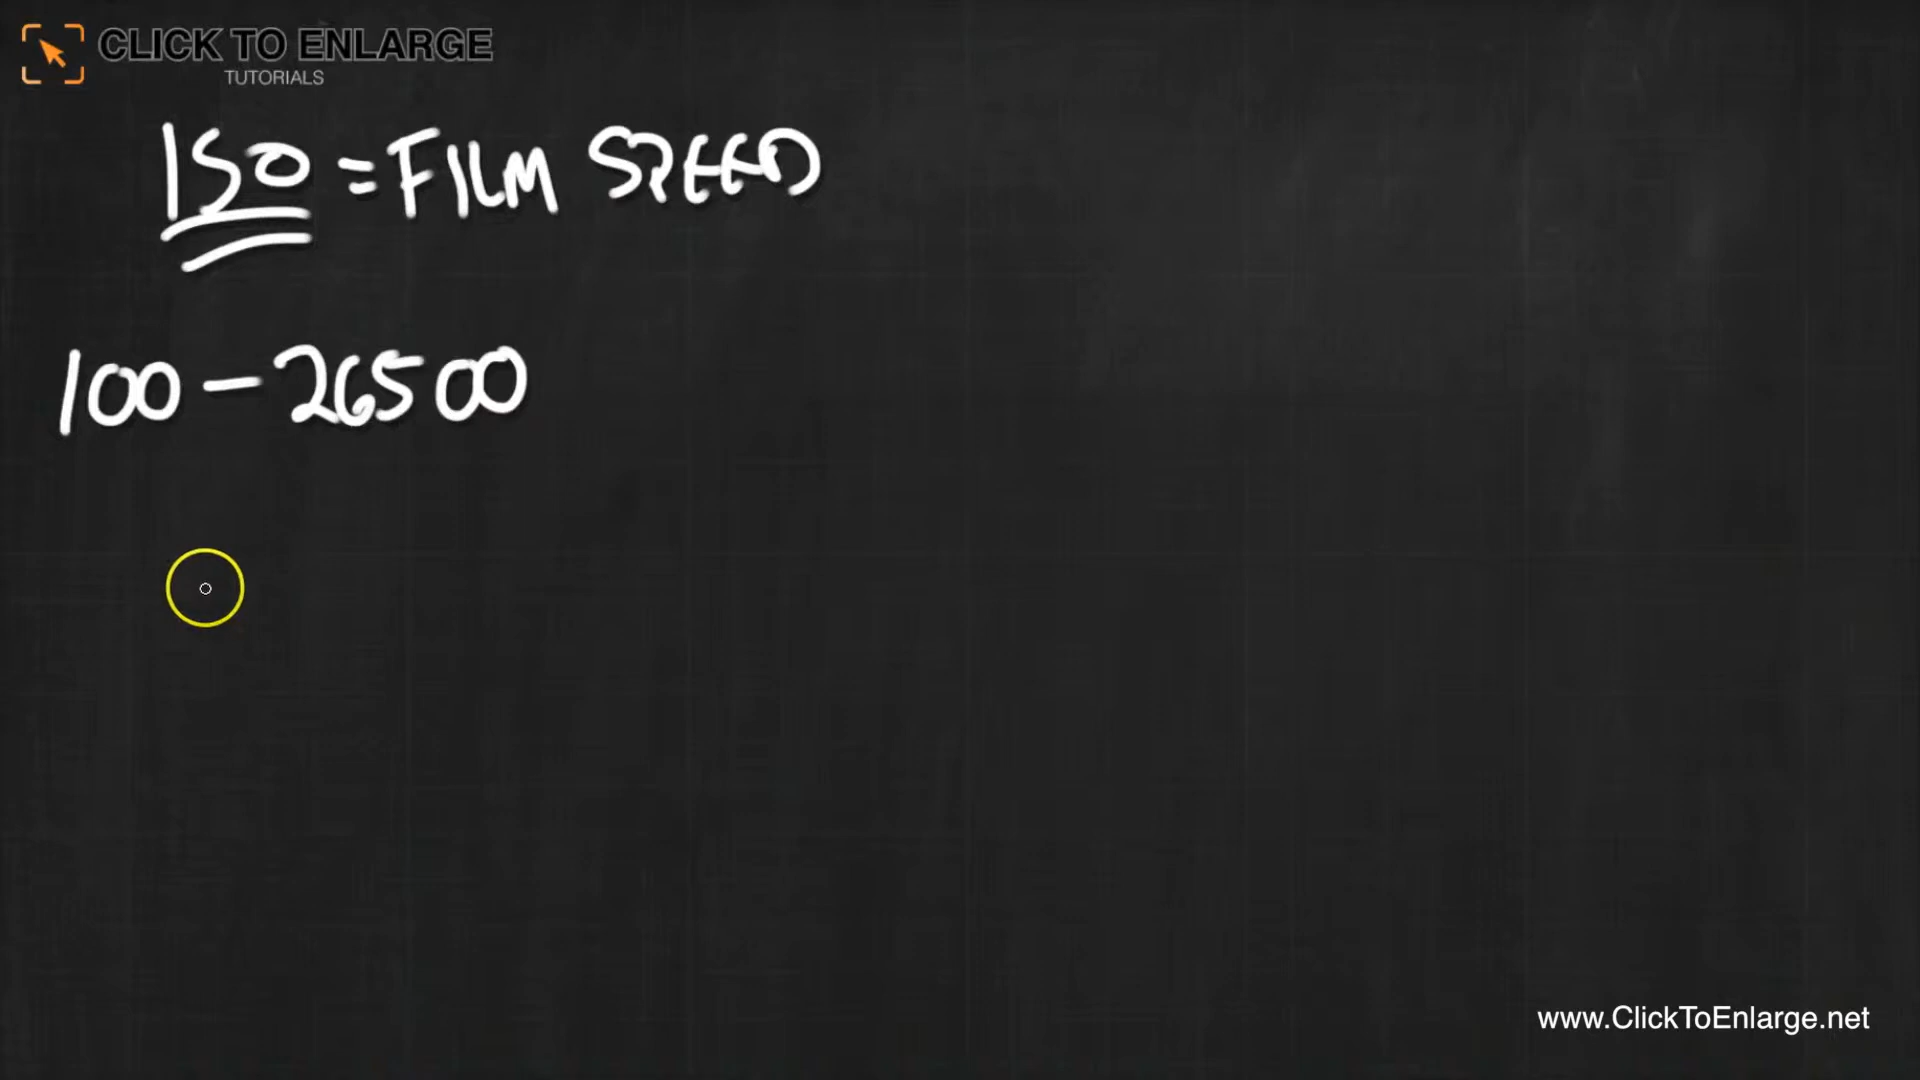 CLICK TO ENLARGE
TUTORIALS
ISO = FILM SPEED
100 - 26500
www.ClickToEnlarge.net